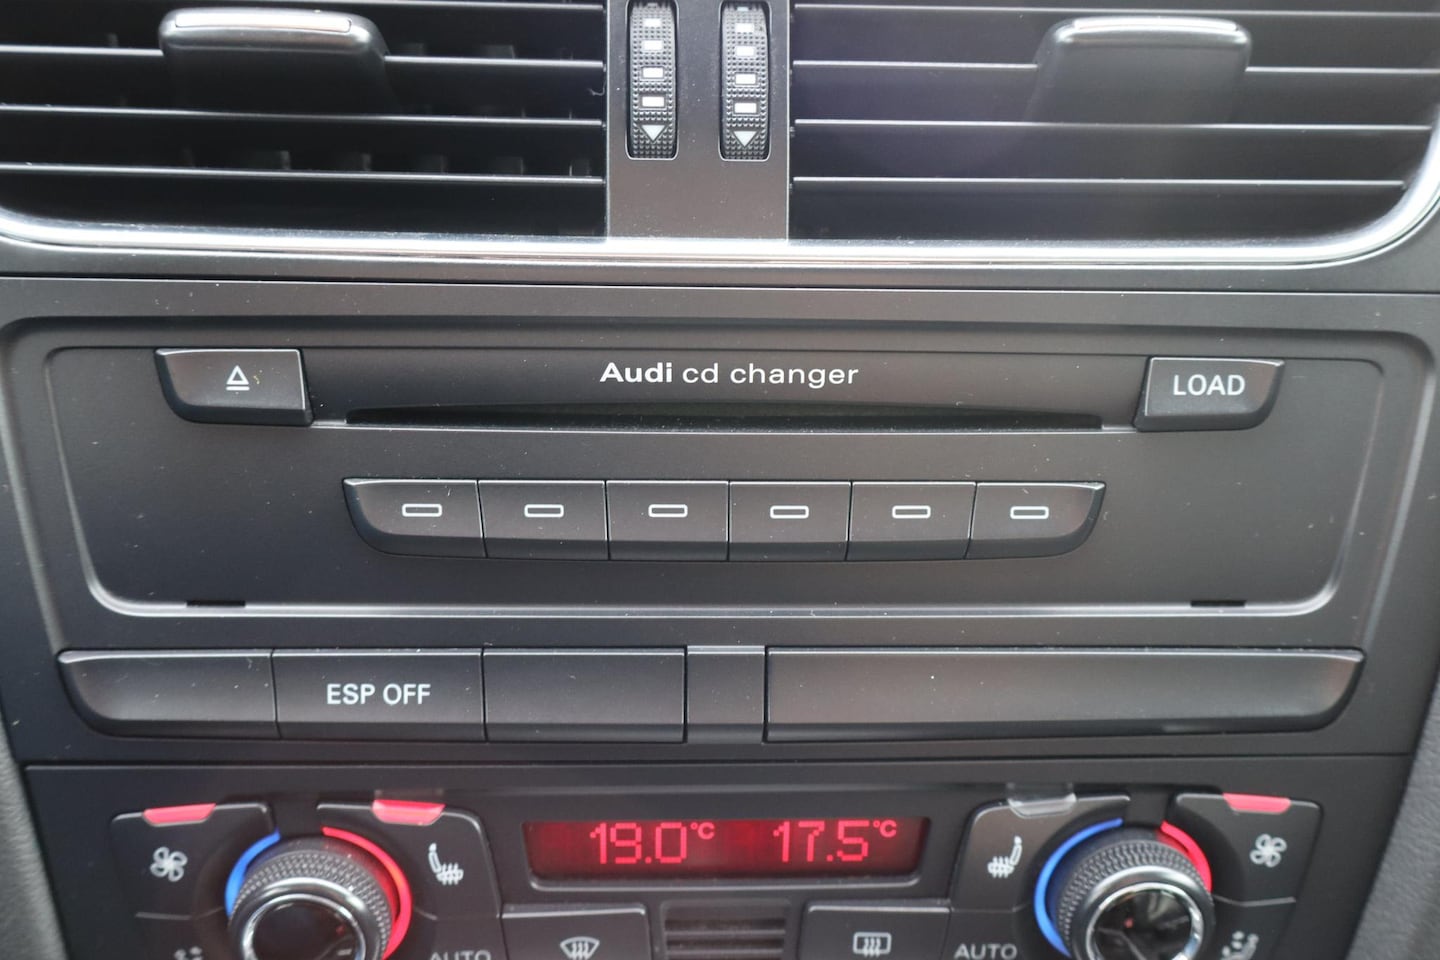 Audi cd changer
LOAD
ESP OFF
19.0°C 17.5°C
AUTO
AUTO